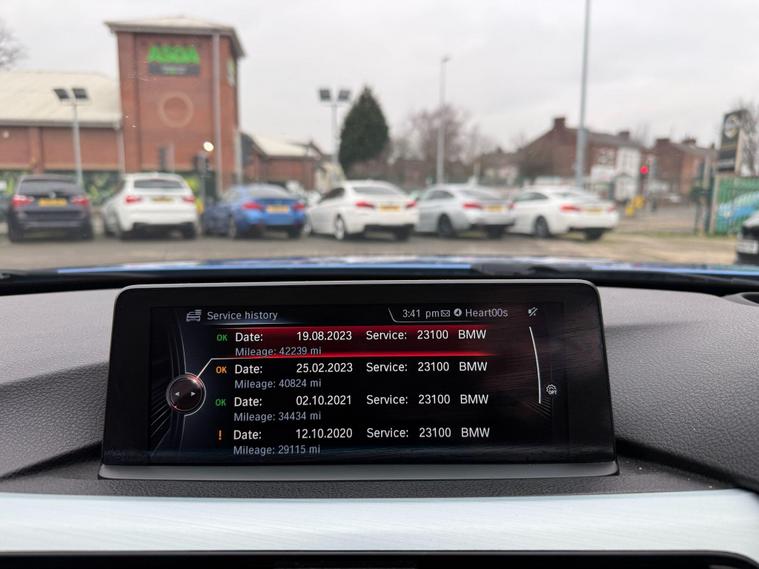 ASDA
Service history
3:41 pm Heart00s
OK Date: 19.08.2023 Service: 23100 BMW
Mileage: 42239 mi
OK Date: 25.02.2023 Service: 23100 BMW
Mileage: 40824 mi
OK Date: 02.10.2021 Service: 23100 BMW
Mileage: 34434 mi
! Date: 12.10.2020 Service: 23100 BMW
Mileage: 29115 mi
OPT